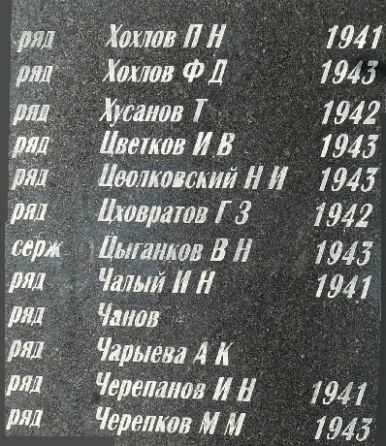 ряд Хохлов П Н 1941
ряд Хохлов Ф Д 1943
ряд Хусанов Т 1942
ряд Цветков И В 1943
ряд Цеолковский Н И 1943
ряд Цховратов Г З 1942
серж Цыганков В Н 1943
ряд Чалый И Н 1941
ряд Чанов
ряд Чарыева А К
ряд Черепанов И Н 1941
ряд Черепков М М 1943